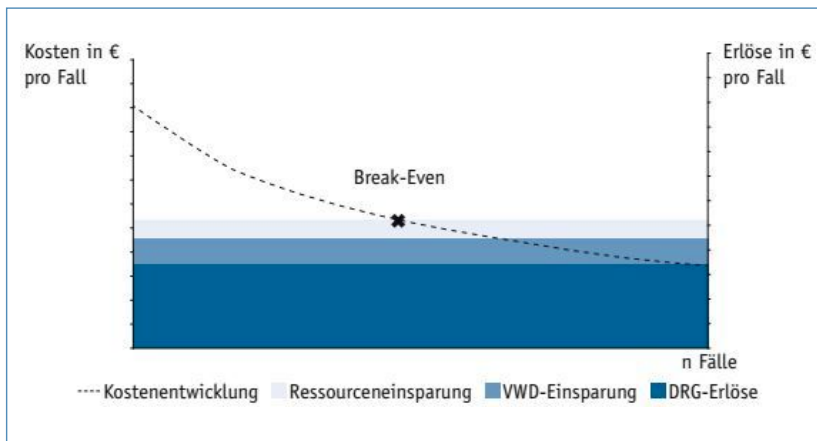 Kosten in €
pro Fall
Erlöse in €
pro Fall
Break-Even
n Fälle
Kostenentwicklung Ressourceneinsparung VWD-Einsparung DRG-Erlöse